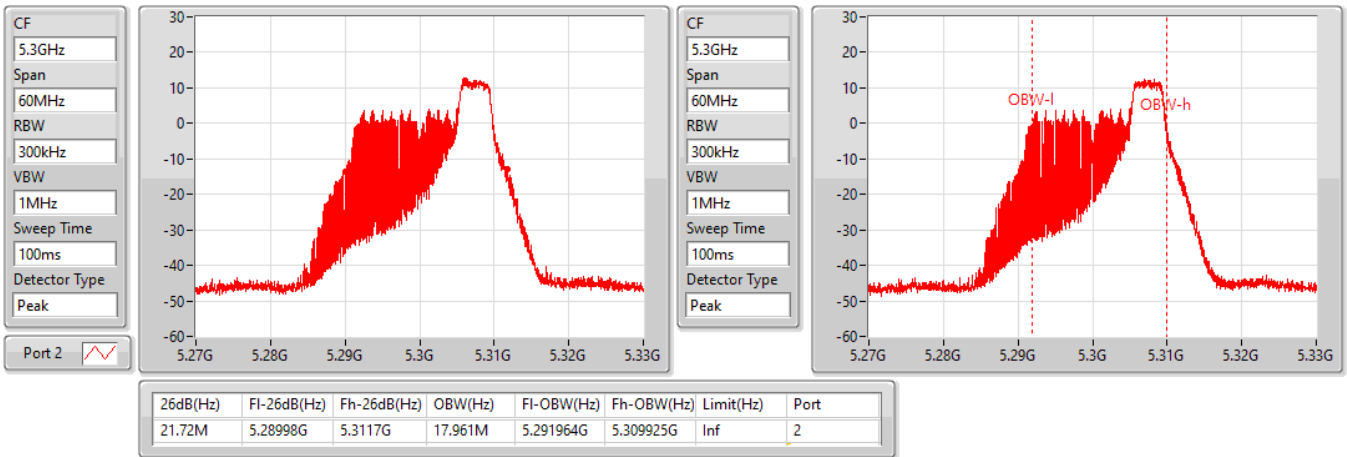 CF
5.3GHz
Span
60MHz
RBW
300kHz
VBW
1MHz
Sweep Time
100ms
Detector Type
Peak
Port 2
30
20
10
0
-10
-20
-30
-40
-50
-60
5.27G 5.28G 5.29G 5.3G 5.31G 5.32G 5.33G
CF
5.3GHz
Span
60MHz
RBW
300kHz
VBW
1MHz
Sweep Time
100ms
Detector Type
Peak
30
20
10
0
-10
-20
-30
-40
-50
-60
OBW-l OBW-h
5.27G 5.28G 5.29G 5.3G 5.31G 5.32G 5.33G
26dB(Hz) Fl-26dB(Hz) Fh-26dB(Hz) OBW(Hz) Fl-OBW(Hz) Fh-OBW(Hz) Limit(Hz) Port
21.72M 5.28998G 5.3117G 17.961M 5.291964G 5.309925G Inf 2